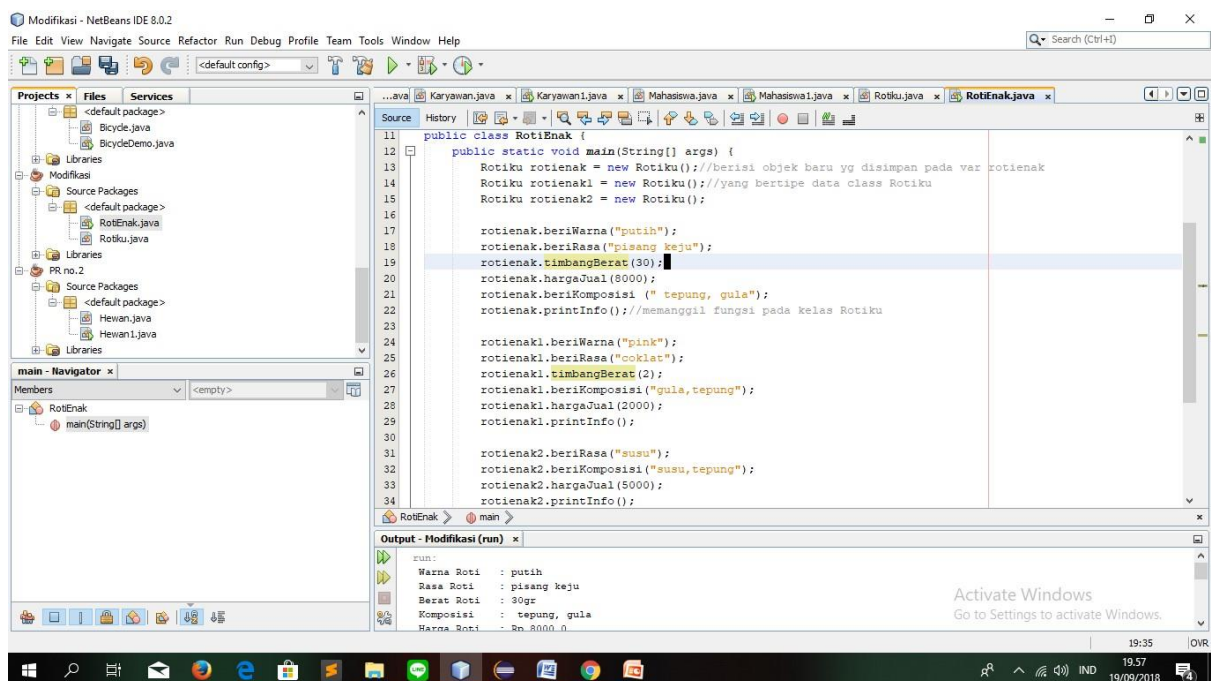 Modifikasi - NetBeans IDE 8.0.2
File Edit View Navigate Source Refactor Run Debug Profile Team Tools Window Help
Search (Ctrl+I)
<default config>
Projects Files Services
<default package>
Bicycle.java
BicycleDemo.java
Libraries
Modifikasi
Source Packages
<default package>
RotiEnak.java
Rotiku.java
Libraries
PR no.2
Source Packages
<default package>
Hewan.java
Hewan1.java
Libraries
main - Navigator
Members <empty>
RotiEnak
main(String[] args)
...ava Karyawan.java Karyawan1.java Mahasiswa.java Mahasiswa1.java Rotiku.java RotiEnak.java
Source History
11 public class RotiEnak {
12 public static void main(String[] args) {
13 Rotiku rotienak = new Rotiku();//berisi objek baru yg disimpan pada var rotienak
14 Rotiku rotienak1 = new Rotiku();//yang bertipe data class Rotiku
15 Rotiku rotienak2 = new Rotiku();
16
17 rotienak.beriWarna("putih");
18 rotienak.beriRasa("pisang keju");
19 rotienak.timbangBerat(30);
20 rotienak.hargaJual(8000);
21 rotienak.beriKomposisi (" tepung, gula");
22 rotienak.printInfo();//memanggil fungsi pada kelas Rotiku
23
24 rotienak1.beriWarna("pink");
25 rotienak1.beriRasa("coklat");
26 rotienak1.timbangBerat(2);
27 rotienak1.beriKomposisi("gula,tepung");
28 rotienak1.hargaJual(2000);
29 rotienak1.printInfo();
30
31 rotienak2.beriRasa("susu");
32 rotienak2.beriKomposisi("susu,tepung");
33 rotienak2.hargaJual(5000);
34 rotienak2.printInfo();
RotiEnak main
Output - Modifikasi (run)
run:
Warna Roti : putih
Rasa Roti : pisang keju
Berat Roti : 30gr
Komposisi : tepung, gula
Harga Roti : Rp 8000.0
Activate Windows
Go to Settings to activate Windows.
19:35 OVR
IND
19.57
19/09/2018